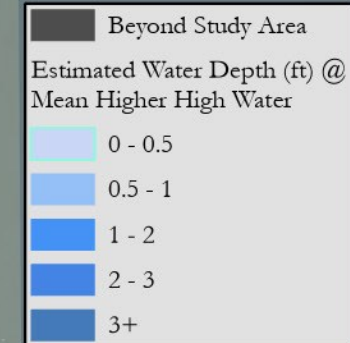 Beyond Study Area
Estimated Water Depth (ft) @
Mean Higher High Water
0 - 0.5
0.5 - 1
1 - 2
2 - 3
3+